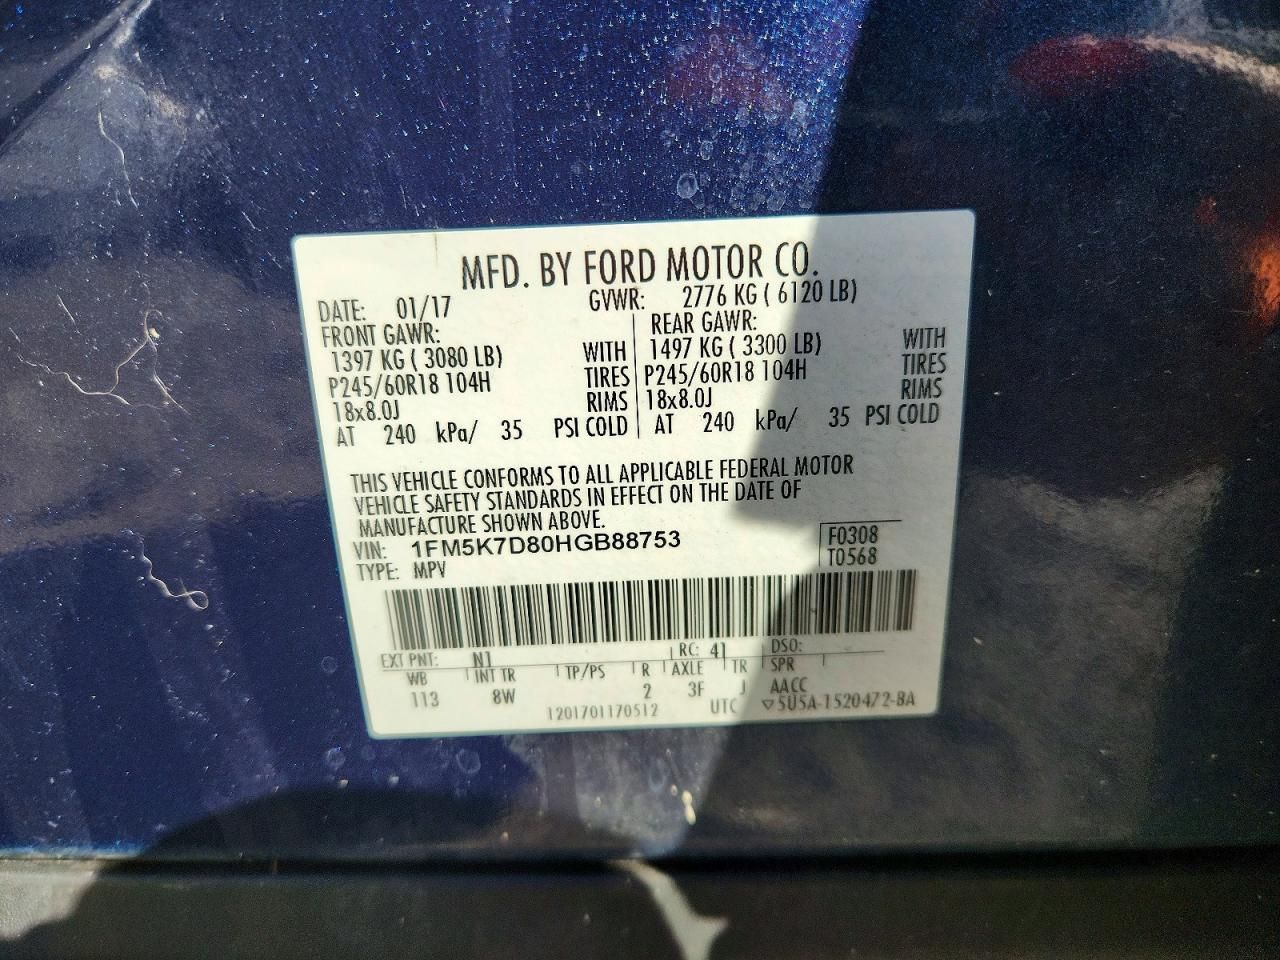 MFD. BY FORD MOTOR CO.
DATE: 01/17 GVWR: 2776 KG ( 6120 LB)
FRONT GAWR: REAR GAWR:
1397 KG ( 3080 LB) WITH 1497 KG ( 3300 LB) WITH
P245/60R18 104H TIRES P245/60R18 104H TIRES
18x8.0J RIMS 18x8.0J RIMS
AT 240 kPa/ 35 PSI COLD AT 240 kPa/ 35 PSI COLD
THIS VEHICLE CONFORMS TO ALL APPLICABLE FEDERAL MOTOR
VEHICLE SAFETY STANDARDS IN EFFECT ON THE DATE OF
MANUFACTURE SHOWN ABOVE.
VIN: 1FM5K7D80HGB88753 F0308
TYPE: MPV T0568
EXT PNT: N1 RC: 41 DSO:
WB INT TR TP/PS R AXLE TR SPR
113 8W 2 3F J AACC
1201701170512 UTC ▽5U5A-1520472-BA